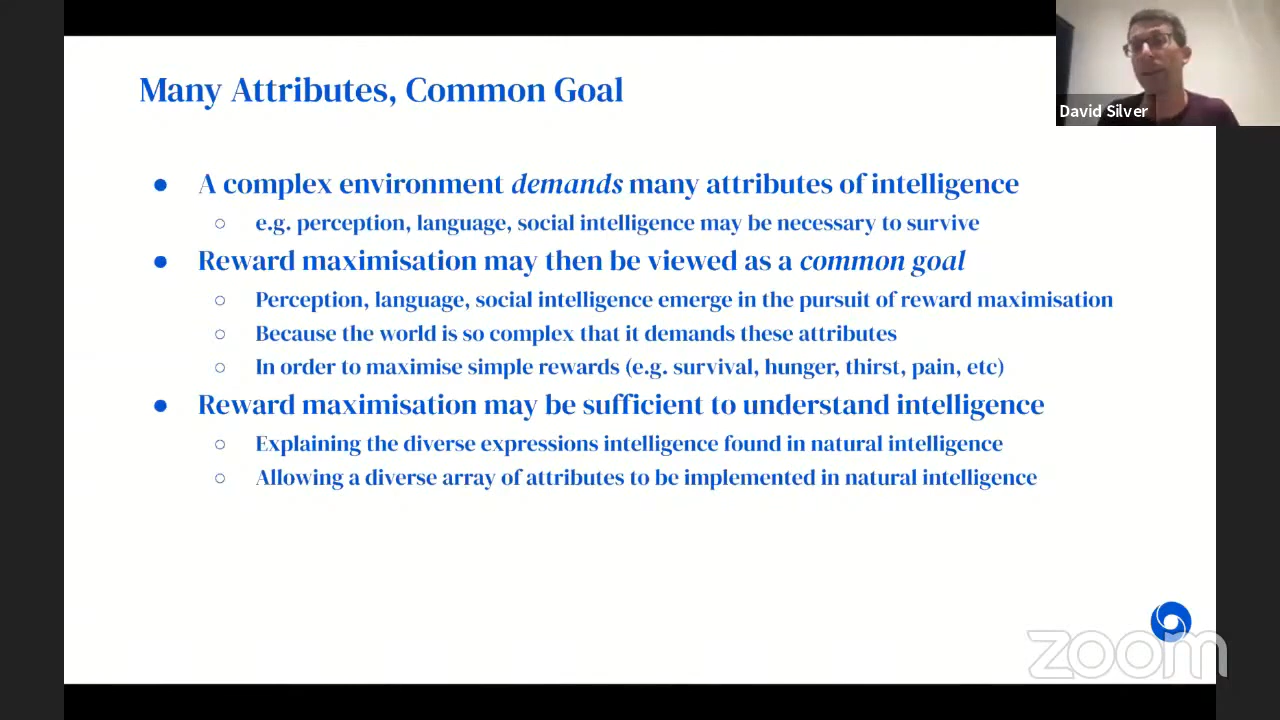 Many Attributes, Common Goal
David Silver
● A complex environment demands many attributes of intelligence
○ e.g. perception, language, social intelligence may be necessary to survive
● Reward maximisation may then be viewed as a common goal
○ Perception, language, social intelligence emerge in the pursuit of reward maximisation
○ Because the world is so complex that it demands these attributes
○ In order to maximise simple rewards (e.g. survival, hunger, thirst, pain, etc)
● Reward maximisation may be sufficient to understand intelligence
○ Explaining the diverse expressions intelligence found in natural intelligence
○ Allowing a diverse array of attributes to be implemented in natural intelligence
zoom